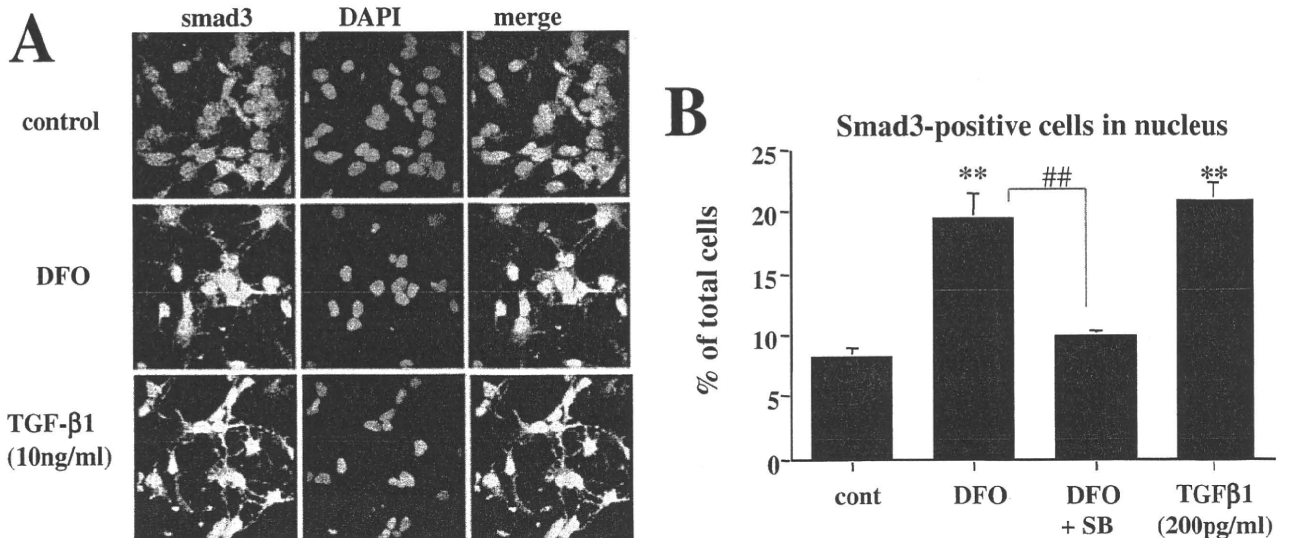 A
smad3 DAPI merge
control
DFO
TGF-β1
(10ng/ml)
B
Smad3-positive cells in nucleus
% of total cells
25
20
15
10
5
0
** ## **
cont DFO DFO TGFβ1
+ SB (200pg/ml)